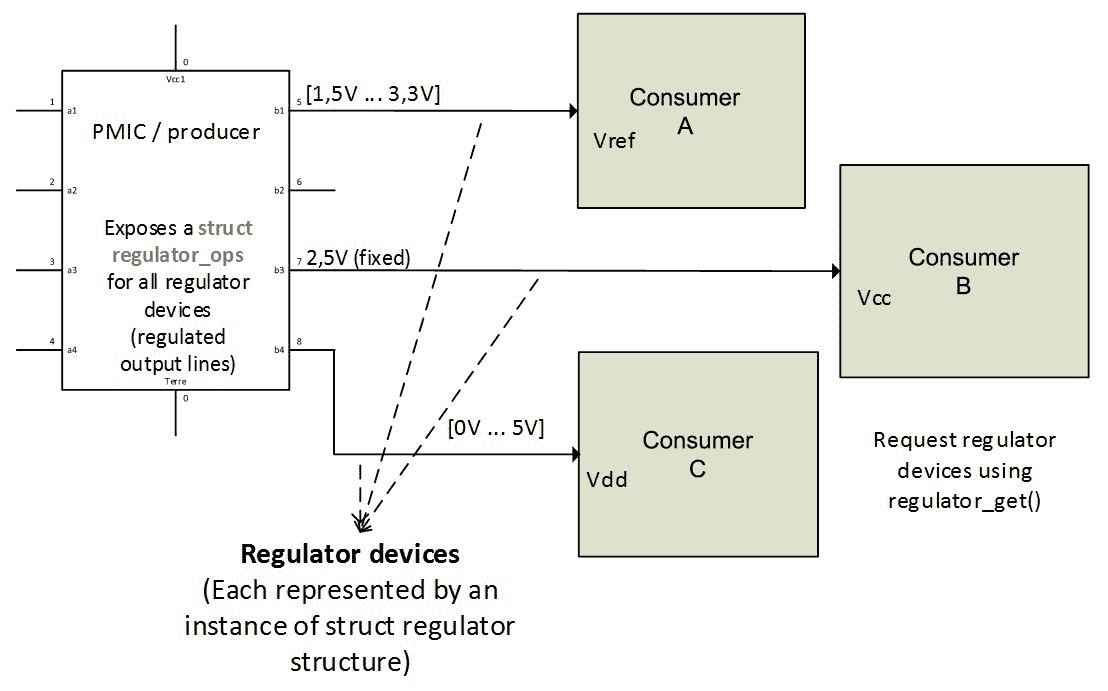 0
Vcc1
1
a1
b1
5
[1,5V ... 3,3V]
PMIC / producer
2
a2
b2
6
Exposes a struct
regulator_ops
for all regulator
devices
(regulated
output lines)
3
a3
b3
7
2,5V (fixed)
4
a4
b4
8
Terre
0
Consumer
A
Vref
Consumer
B
Vcc
[0V ... 5V]
Consumer
C
Vdd
Request regulator
devices using
regulator_get()
Regulator devices
(Each represented by an
instance of struct regulator
structure)